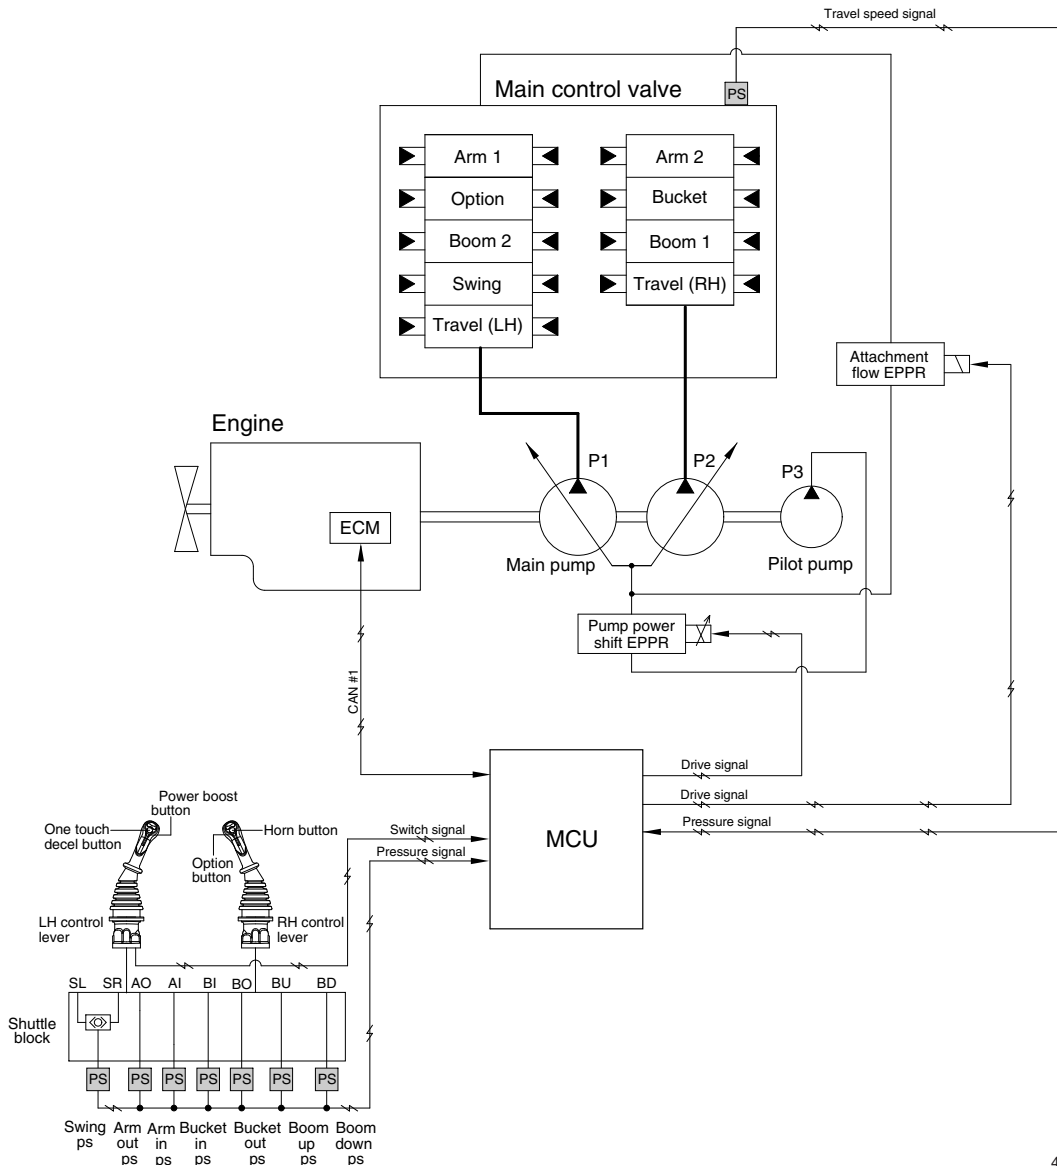 Travel speed signal
Main control valve
PS
Arm 1
Arm 2
Option
Bucket
Boom 2
Boom 1
Swing
Travel (RH)
Travel (LH)
Attachment
flow EPPR
Engine
P1
P2
P3
ECM
Main pump
Pilot pump
Pump power
shift EPPR
CAN #1
Drive signal
Drive signal
Pressure signal
MCU
Switch signal
Pressure signal
Power boost
button
One touch
decel button
Horn button
Option
button
LH control
lever
RH control
lever
SL SR AO AI BI BO BU BD
Shuttle
block
PS PS PS PS PS PS PS
Swing
ps
Arm
out
ps
Arm
in
ps
Bucket
in
ps
Bucket
out
ps
Boom
up
ps
Boom
down
ps
4